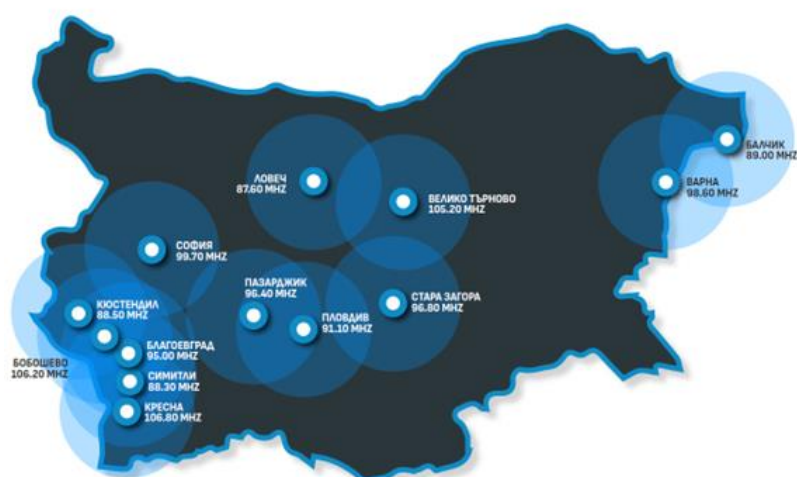 БАЛЧИК
89.00 MHZ
ВАРНА
98.60 MHZ
ЛОВЕЧ
87.60 MHZ
ВЕЛИКО ТЪРНОВО
105.20 MHZ
СОФИЯ
99.70 MHZ
ПАЗАРДЖИК
96.40 MHZ
СТАРА ЗАГОРА
96.80 MHZ
ПЛОВДИВ
91.10 MHZ
КЮСТЕНДИЛ
88.50 MHZ
БЛАГОЕВГРАД
95.00 MHZ
БОБОШЕВО
106.20 MHZ
СИМИТЛИ
88.30 MHZ
КРЕСНА
106.80 MHZ